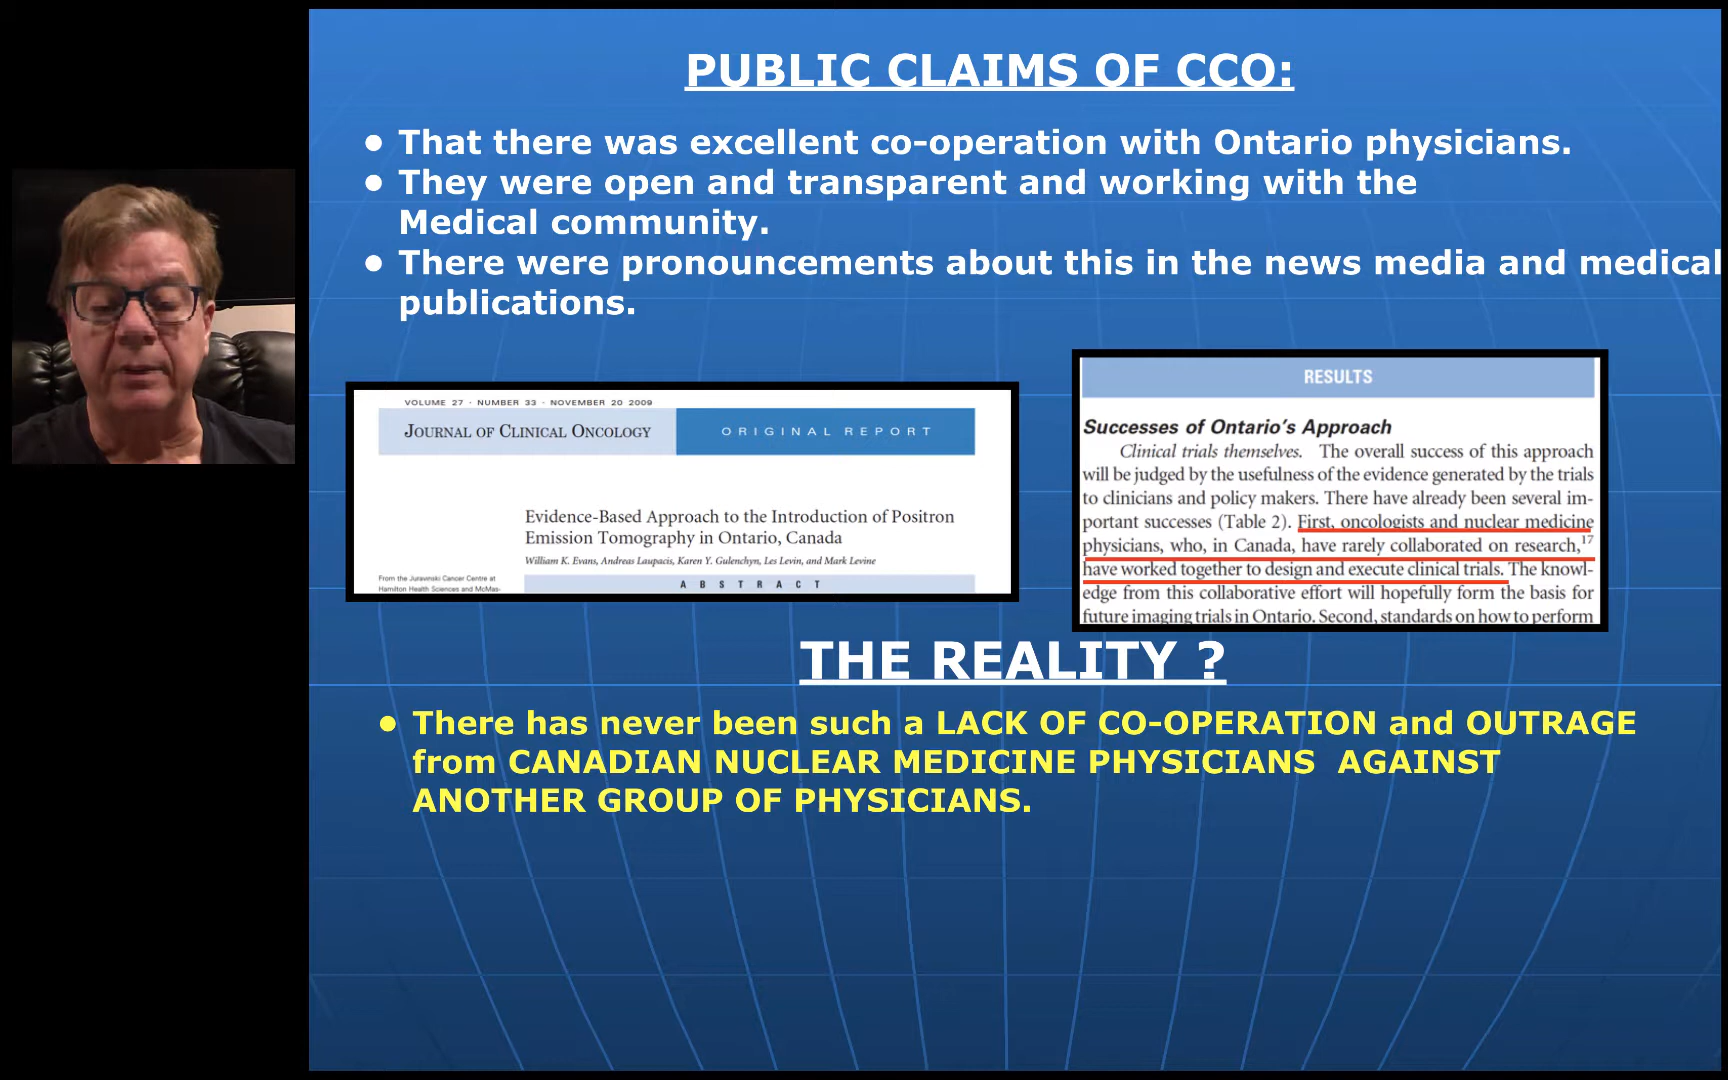 PUBLIC CLAIMS OF CCO:
• That there was excellent co-operation with Ontario physicians.
• They were open and transparent and working with the
Medical community.
• There were pronouncements about this in the news media and medical
publications.
VOLUME 27 · NUMBER 33 · NOVEMBER 20 2009
JOURNAL OF CLINICAL ONCOLOGY
ORIGINAL REPORT
Evidence-Based Approach to the Introduction of Positron
Emission Tomography in Ontario, Canada
William K. Evans, Andreas Laupacis, Karen Y. Gulenchyn, Les Levin, and Mark Levine
From the Juravinski Cancer Centre at
Hamilton Health Sciences and McMas-
ABSTRACT
RESULTS
Successes of Ontario's Approach
Clinical trials themselves. The overall success of this approach
will be judged by the usefulness of the evidence generated by the trials
to clinicians and policy makers. There have already been several im-
portant successes (Table 2). First, oncologists and nuclear medicine
physicians, who, in Canada, have rarely collaborated on research,17
have worked together to design and execute clinical trials. The knowl-
edge from this collaborative effort will hopefully form the basis for
future imaging trials in Ontario. Second, standards on how to perform
THE REALITY ?
• There has never been such a LACK OF CO-OPERATION and OUTRAGE
from CANADIAN NUCLEAR MEDICINE PHYSICIANS AGAINST
ANOTHER GROUP OF PHYSICIANS.